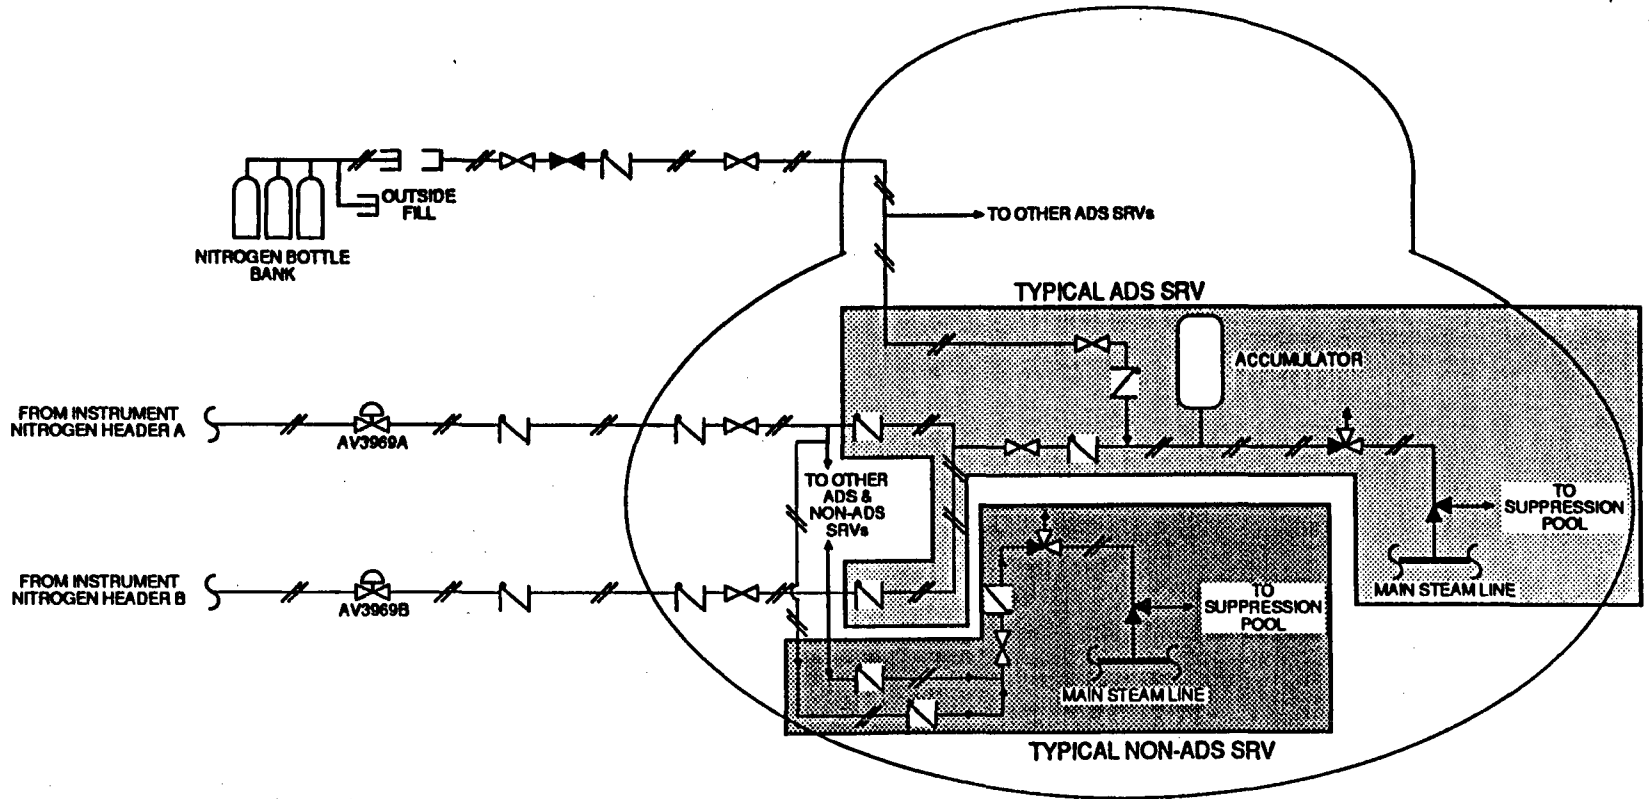 OUTSIDE
FILL
NITROGEN BOTTLE
BANK
TO OTHER ADS SRVs
TYPICAL ADS SRV
ACCUMULATOR
FROM INSTRUMENT
NITROGEN HEADER A
AV3969A
TO OTHER
ADS &
NON-ADS
SRVs
TO
SUPPRESSION
POOL
MAIN STEAM LINE
FROM INSTRUMENT
NITROGEN HEADER B
AV3969B
TO
SUPPRESSION
POOL
MAIN STEAM LINE
TYPICAL NON-ADS SRV